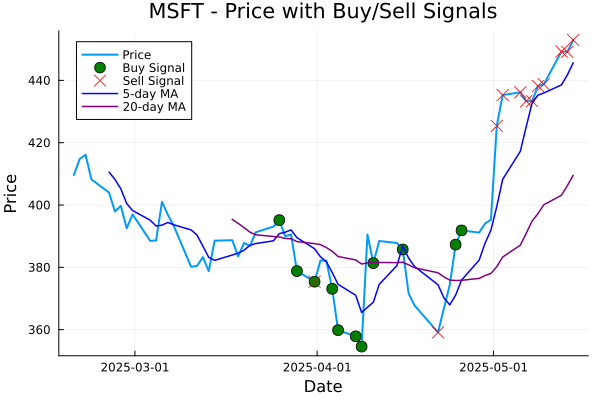 MSFT - Price with Buy/Sell Signals
Price
Buy Signal
Sell Signal
5-day MA
20-day MA
Price
440
420
400
380
360
2025-03-01
2025-04-01
2025-05-01
Date